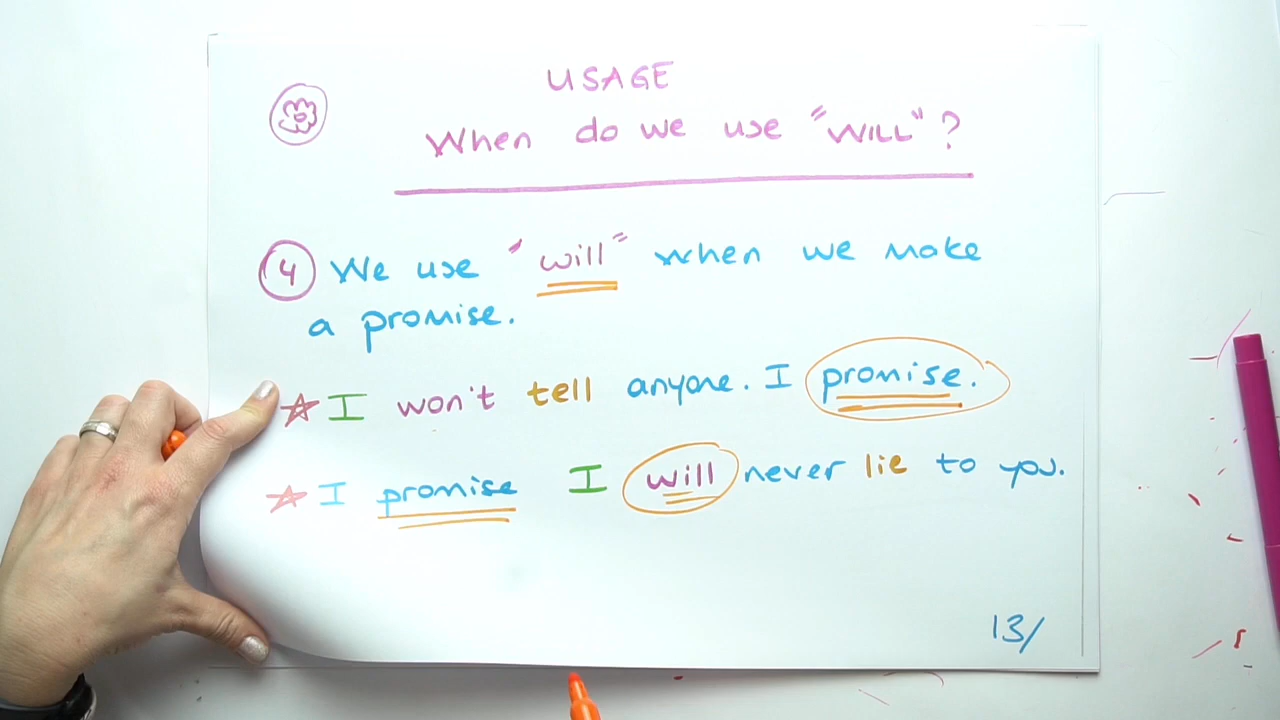 USAGE
When do we use "WILL"?
4 We use "will" when we make
a promise.
I won't tell anyone. I promise.
I promise I will never lie to you.
13/